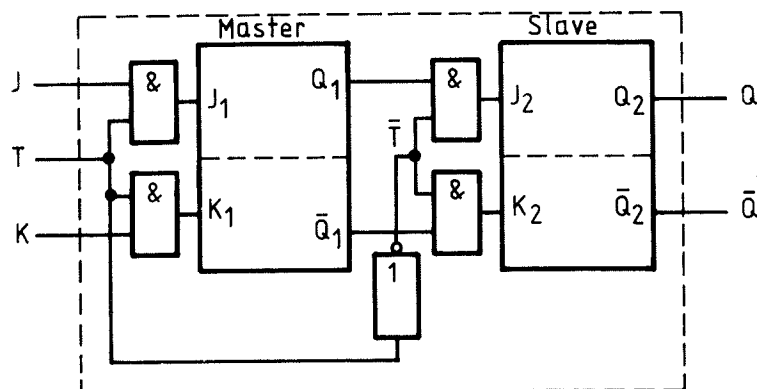 Master
Slave
J
&
J₁
Q₁
&
J₂
Q₂
Q
T
T̄
K
&
K₁
Q̄₁
&
K₂
Q̄₂
Q̄
1